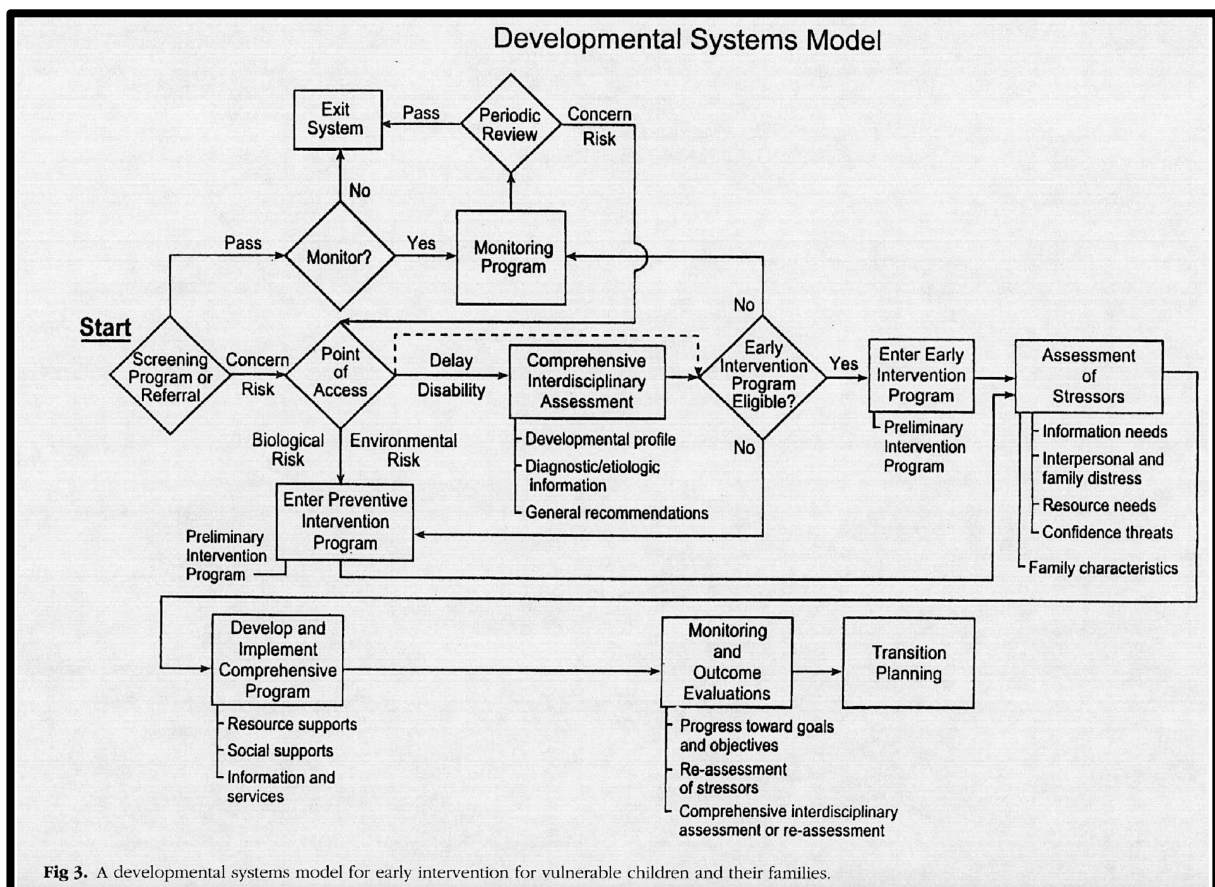 Developmental Systems Model
Exit
System
Pass
Periodic
Review
Concern
Risk
No
Pass
Monitor?
Yes
Monitoring
Program
Start
Screening
Program or
Referral
Concern
Risk
Point
of
Access
Delay
Disability
Comprehensive
Interdisciplinary
Assessment
Developmental profile
Diagnostic/etiologic
information
General recommendations
No
Early
Intervention
Program
Eligible?
No
Yes
Enter Early
Intervention
Program
Preliminary
Intervention
Program
Assessment
of
Stressors
Information needs
Interpersonal and
family distress
Resource needs
Confidence threats
Family characteristics
Biological
Risk
Environmental
Risk
Enter Preventive
Intervention
Program
Preliminary
Intervention
Program
Develop and
Implement
Comprehensive
Program
Resource supports
Social supports
Information and
services
Monitoring
and
Outcome
Evaluations
Progress toward goals
and objectives
Re-assessment
of stressors
Comprehensive interdisciplinary
assessment or re-assessment
Transition
Planning
Fig 3. A developmental systems model for early intervention for vulnerable children and their families.